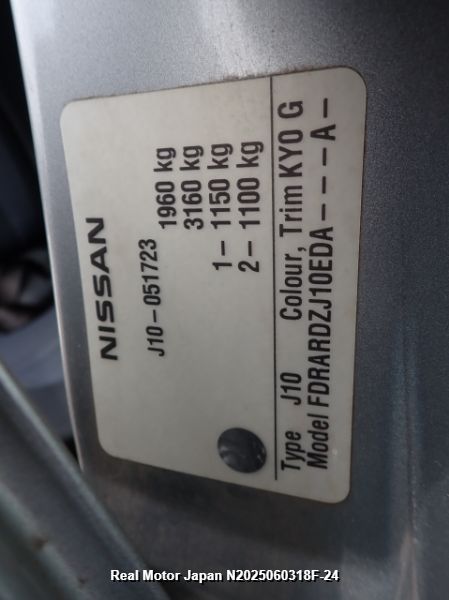 NISSAN
J10-051723
1960 kg
3160 kg
1- 1150 kg
2- 1100 kg
Type J10 Colour, Trim KY0 G
Model FDRARDZJ10EDA---A-
Real Motor Japan N2025060318F-24